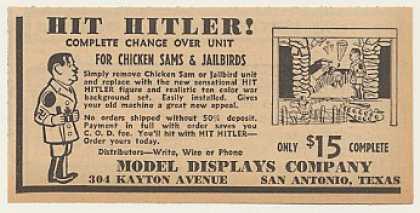 HIT HITLER!
COMPLETE CHANGE OVER UNIT
FOR CHICKEN SAMS & JAILBIRDS
Simply remove Chicken Sam or Jailbird unit
and replace with the new sensational HIT
HITLER figure and realistic ten color war
background set. Easily installed. Gives
your old machine a great new appeal.
No orders shipped without 50% deposit.
Payment in full with order saves you
C. O. D. fee. You'll hit with HIT HITLER—
Order yours today.
Distributors—Write, Wire or Phone
ONLY $15 COMPLETE
MODEL DISPLAYS COMPANY
304 KAYTON AVENUE SAN ANTONIO, TEXAS